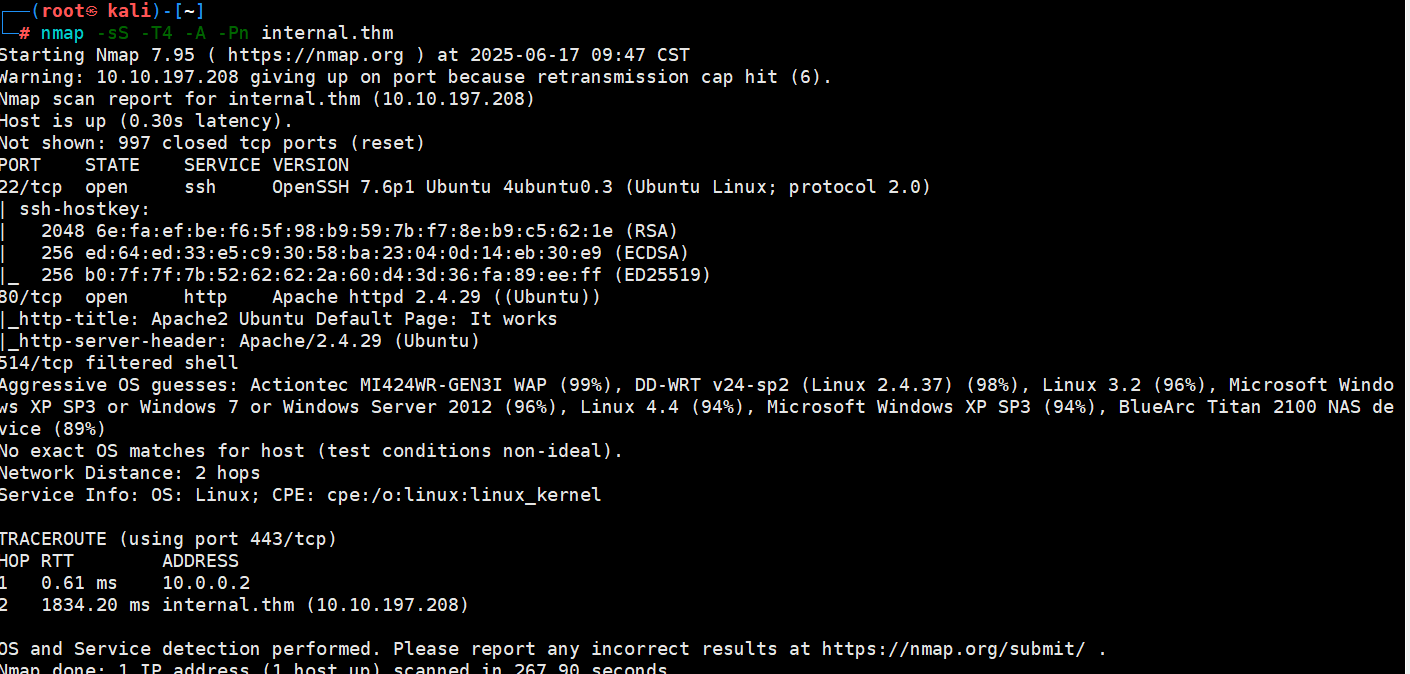 ┌──(root㉿ kali)-[~]
└─# nmap -sS -T4 -A -Pn internal.thm
Starting Nmap 7.95 ( https://nmap.org ) at 2025-06-17 09:47 CST
Warning: 10.10.197.208 giving up on port because retransmission cap hit (6).
Nmap scan report for internal.thm (10.10.197.208)
Host is up (0.30s latency).
Not shown: 997 closed tcp ports (reset)
PORT    STATE    SERVICE VERSION
22/tcp  open     ssh     OpenSSH 7.6p1 Ubuntu 4ubuntu0.3 (Ubuntu Linux; protocol 2.0)
| ssh-hostkey:
|   2048 6e:fa:ef:be:f6:5f:98:b9:59:7b:f7:8e:b9:c5:62:1e (RSA)
|   256 ed:64:ed:33:e5:c9:30:58:ba:23:04:0d:14:eb:30:e9 (ECDSA)
|_  256 b0:7f:7f:7b:52:62:62:2a:60:d4:3d:36:fa:89:ee:ff (ED25519)
80/tcp  open     http    Apache httpd 2.4.29 ((Ubuntu))
|_http-title: Apache2 Ubuntu Default Page: It works
|_http-server-header: Apache/2.4.29 (Ubuntu)
514/tcp filtered shell
Aggressive OS guesses: Actiontec MI424WR-GEN3I WAP (99%), DD-WRT v24-sp2 (Linux 2.4.37) (98%), Linux 3.2 (96%), Microsoft Windo
ws XP SP3 or Windows 7 or Windows Server 2012 (96%), Linux 4.4 (94%), Microsoft Windows XP SP3 (94%), BlueArc Titan 2100 NAS de
vice (89%)
No exact OS matches for host (test conditions non-ideal).
Network Distance: 2 hops
Service Info: OS: Linux; CPE: cpe:/o:linux:linux_kernel

TRACEROUTE (using port 443/tcp)
HOP RTT        ADDRESS
1   0.61 ms    10.0.0.2
2   1834.20 ms internal.thm (10.10.197.208)

OS and Service detection performed. Please report any incorrect results at https://nmap.org/submit/ .
Nmap done: 1 IP address (1 host up) scanned in 267.90 seconds